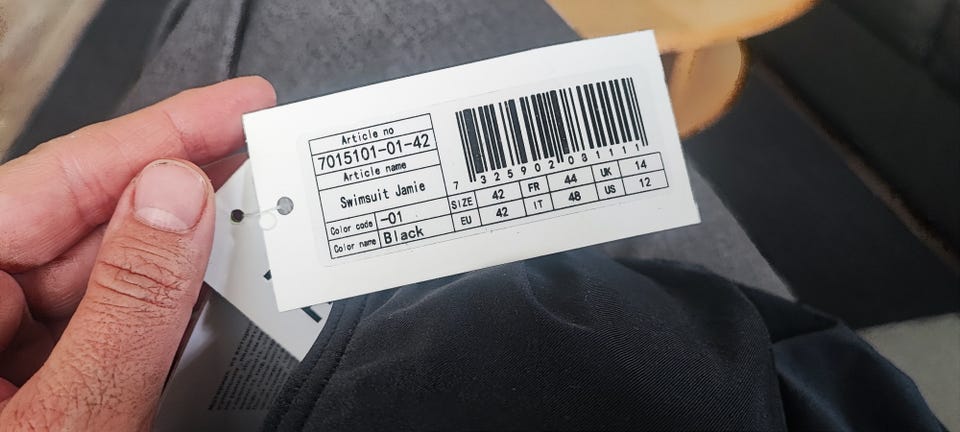 Article no
7015101-01-42
Article name
Swimsuit Jamie
Color code -01
Color name Black
7 325902 031111
SIZE 42 FR 44 UK 14
EU 42 IT 48 US 12